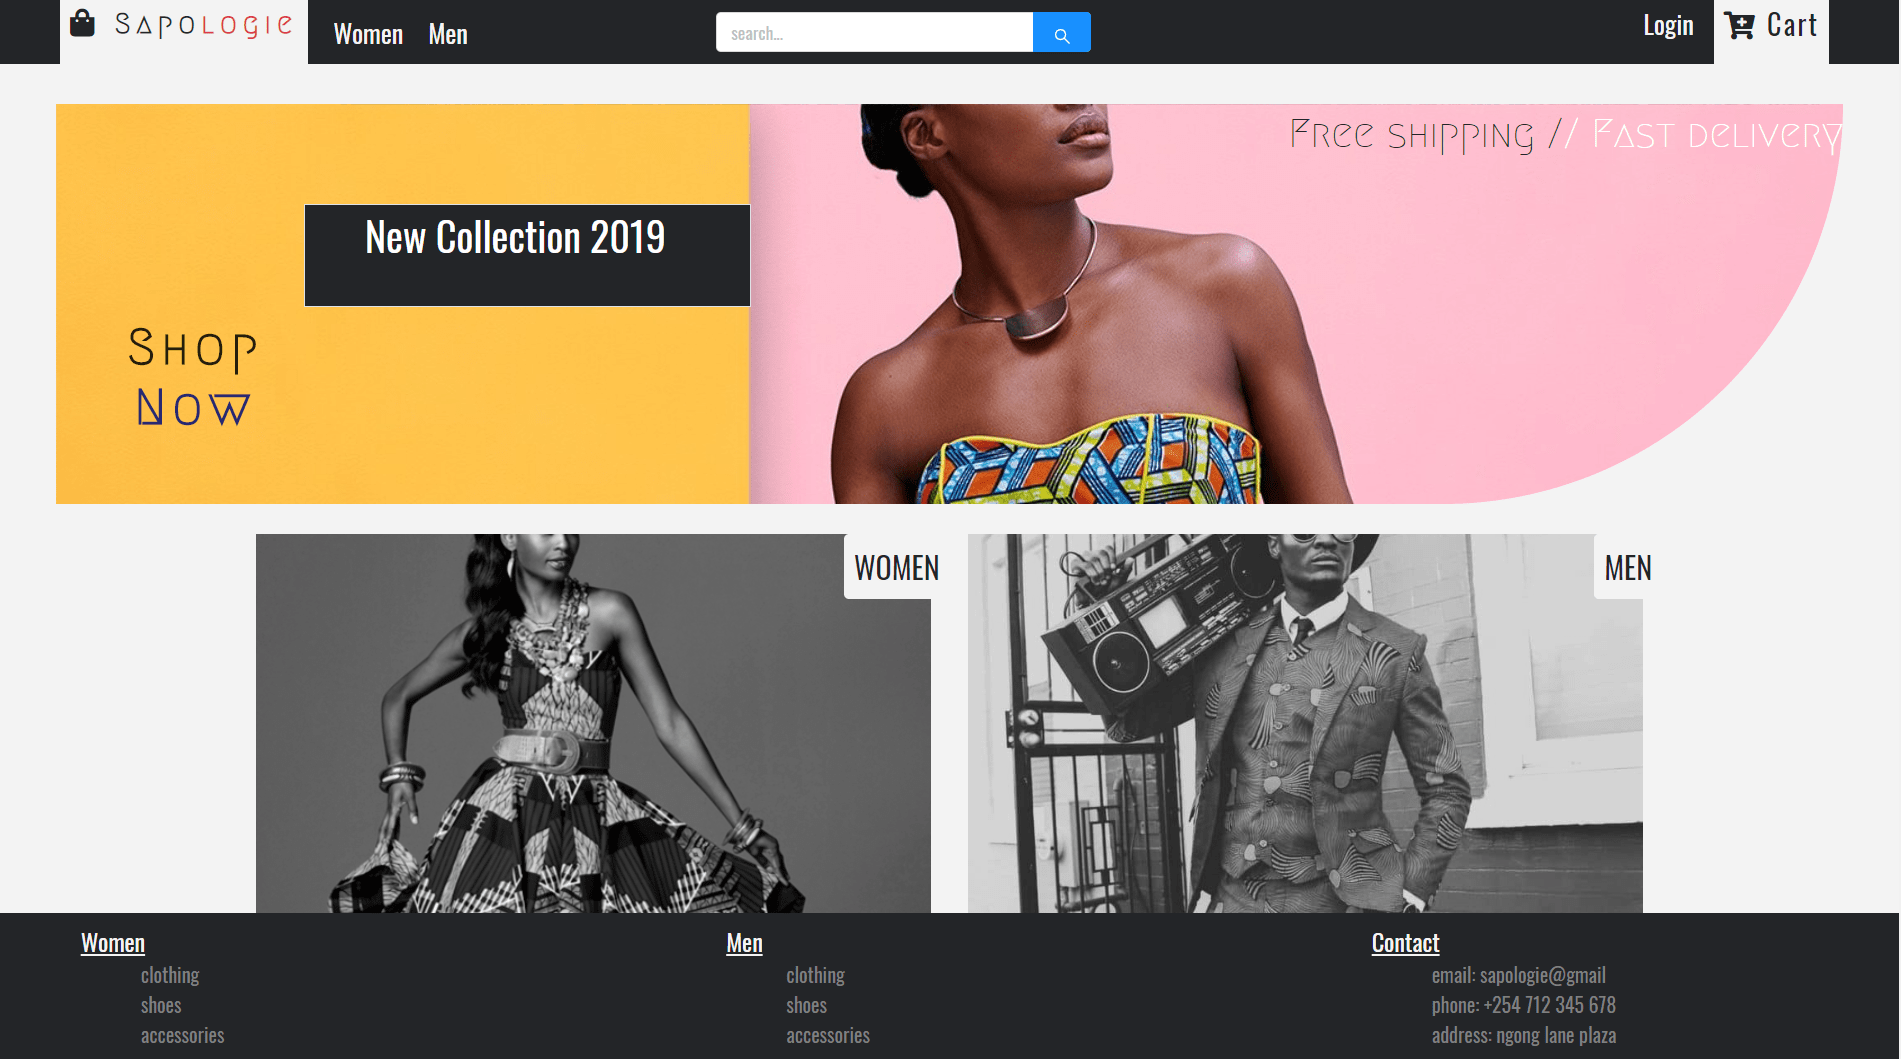 Sapologie
Women Men
search...
Login
Cart
Free shipping // Fast delivery
New Collection 2019
Shop
Now
WOMEN
MEN
Women
clothing
shoes
accessories
Men
clothing
shoes
accessories
Contact
email: sapologie@gmail
phone: +254 712 345 678
address: ngong lane plaza